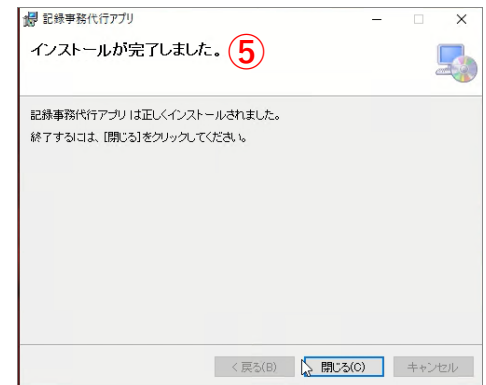 記録事務代行アプリ
インストールが完了しました。⑤
記録事務代行アプリ は正しくインストールされました。
終了するには、[閉じる]をクリックしてください。
< 戻る(B) 閉じる(C) キャンセル